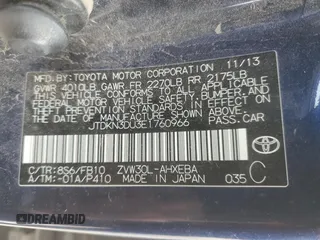 MFD.BY:TOYOTA MOTOR CORPORATION 11/13
GVWR 4010LB GAWR FR 2270LB RR 2175LB
THIS VEHICLE CONFORMS TO ALL APPLICABLE
FEDERAL MOTOR VEHICLE SAFETY, BUMPER, AND
THEFT PREVENTION STANDARDS IN EFFECT ON
THE DATE OF MANUFACTURE SHOWN ABOVE.
JTDKN3DU3E1760966 PASS.CAR
C/TR:8S6/FB10 ZVW30L-AHXEBA
A/TM:-01A/P410 MADE IN JAPAN 035 C
TOYOTA
DREAMBID